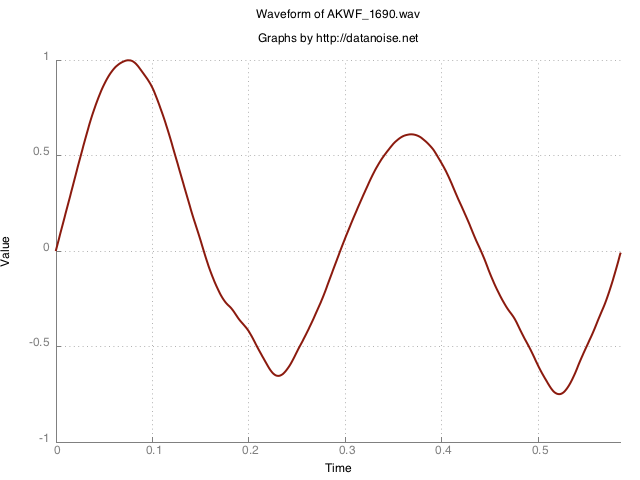 Waveform of AKWF_1690.wav
Graphs by http://datanoise.net
1
0.5
0
-0.5
-1
Value
0 0.1 0.2 0.3 0.4 0.5
Time